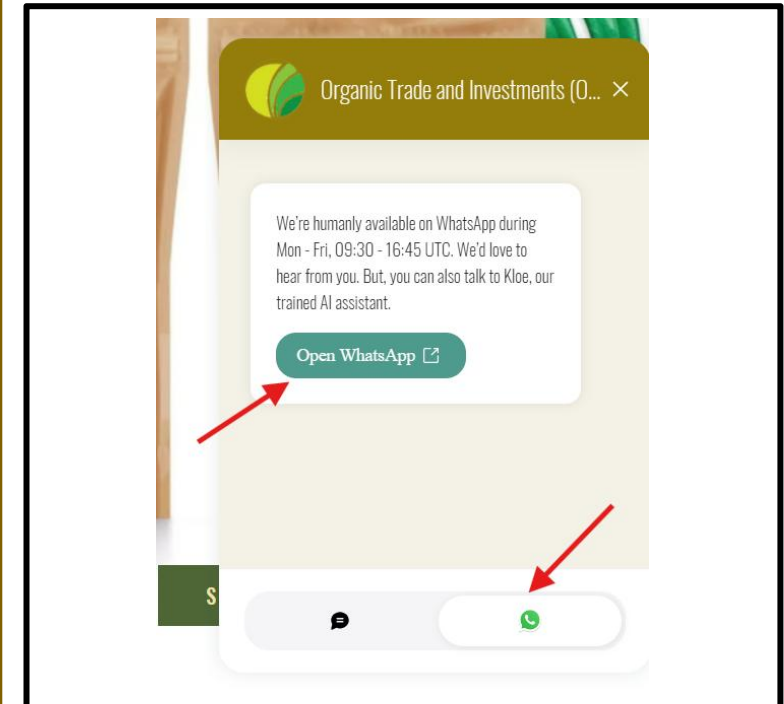 Organic Trade and Investments (O...
We're humanly available on WhatsApp during
Mon - Fri, 09:30 - 16:45 UTC. We'd love to
hear from you. But, you can also talk to Kloe, our
trained AI assistant.
Open WhatsApp
S